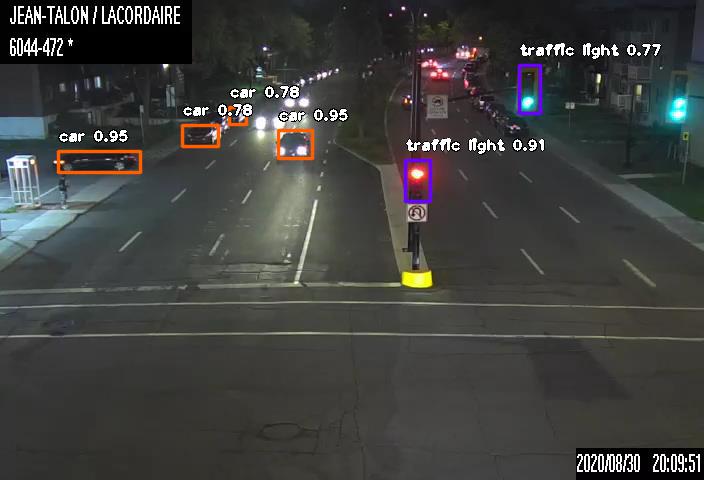 JEAN-TALON / LACORDAIRE
6044-472 *
traffic light 0.77
car 0.78
car 0.78
car 0.95
car 0.95
traffic light 0.91
2020/08/30 20:09:51